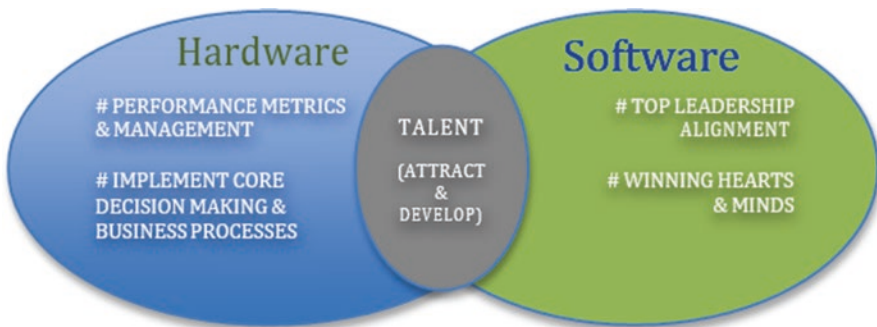 Hardware
# PERFORMANCE METRICS
& MANAGEMENT
# IMPLEMENT CORE
DECISION MAKING &
BUSINESS PROCESSES
TALENT
(ATTRACT
&
DEVELOP)
Software
# TOP LEADERSHIP
ALIGNMENT
# WINNING HEARTS
& MINDS